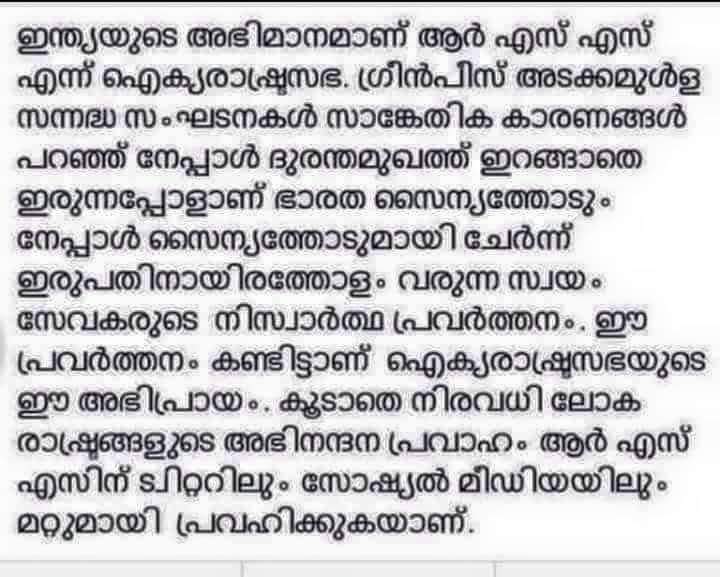 ഇന്ത്യയുടെ അഭിമാനമാണ് ആർ എസ് എസ്
എന്ന് ഐക്യരാഷ്ട്രസഭ. ഗ്രീൻപീസ് അടക്കമുൾള
സന്നദ്ധ സംഘടനകൾ സാങ്കേതിക കാരണങ്ങൾ
പറഞ്ഞ് നേപ്പാൾ ദുരന്തമുഖത്ത് ഇറങ്ങാതെ
ഇരുന്നപ്പോളാണ് ഭാരത സൈന്യത്തോടും
നേപ്പാൾ സൈന്യത്തോടുമായി ചേർന്ന്
ഇരുപതിനായിരത്തോളം വരുന്ന സ്വയം
സേവകരുടെ നിസ്വാർത്ഥ പ്രവർത്തനം. ഈ
പ്രവർത്തനം കണ്ടിട്ടാണ് ഐക്യരാഷ്ട്രസഭയുടെ
ഈ അഭിപ്രായം. കൂടാതെ നിരവധി ലോക
രാഷ്ട്രങ്ങളുടെ അഭിനന്ദന പ്രവാഹം ആർ എസ്
എസിന് ട്വിറ്ററിലും സോഷ്യൽ മീഡിയയിലും
മറ്റുമായി പ്രവഹിക്കുകയാണ്.